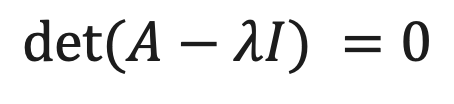 det(A − λI) = 0